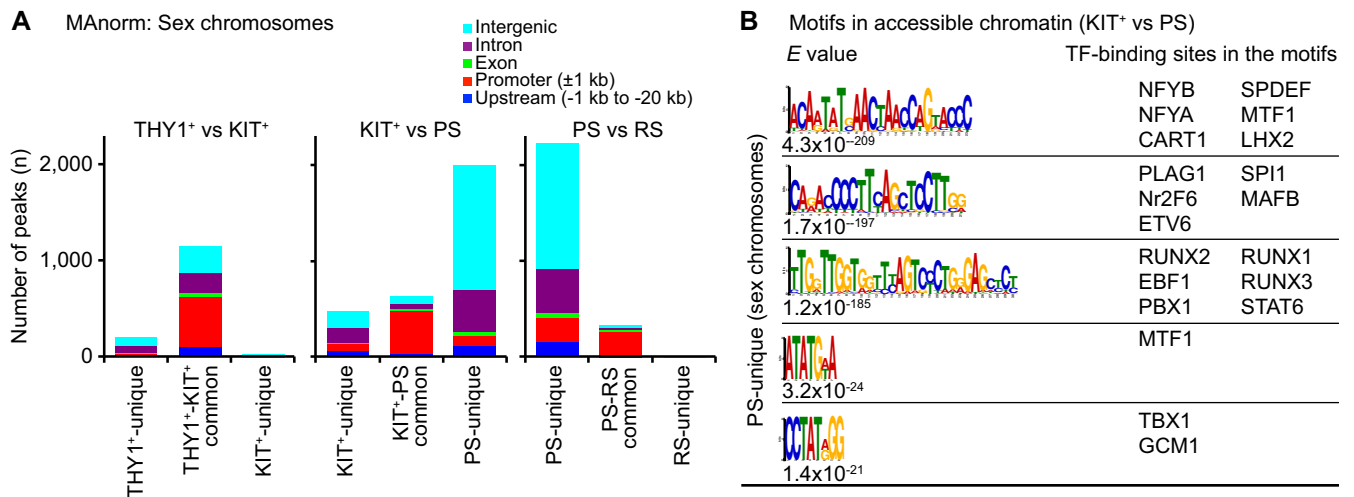 A MAnorm: Sex chromosomes
Intergenic
Intron
Exon
Promoter (±1 kb)
Upstream (-1 kb to -20 kb)
THY1⁺ vs KIT⁺
KIT⁺ vs PS
PS vs RS
Number of peaks (n)
2,000
1,000
0
THY1⁺-unique
THY1⁺-KIT⁺
common
KIT⁺-unique
KIT⁺-unique
KIT⁺-PS
common
PS-unique
PS-unique
PS-RS
common
RS-unique
B Motifs in accessible chromatin (KIT⁺ vs PS)
E value TF-binding sites in the motifs
PS-unique (sex chromosomes)
4.3x10⁻⁻²⁰⁹
NFYB SPDEF
NFYA MTF1
CART1 LHX2
1.7x10⁻¹⁹⁷
PLAG1 SPI1
Nr2F6 MAFB
ETV6
1.2x10⁻¹⁸⁵
RUNX2 RUNX1
EBF1 RUNX3
PBX1 STAT6
ATATG
3.2x10⁻²⁴
MTF1
CCTAT
1.4x10⁻²¹
TBX1
GCM1